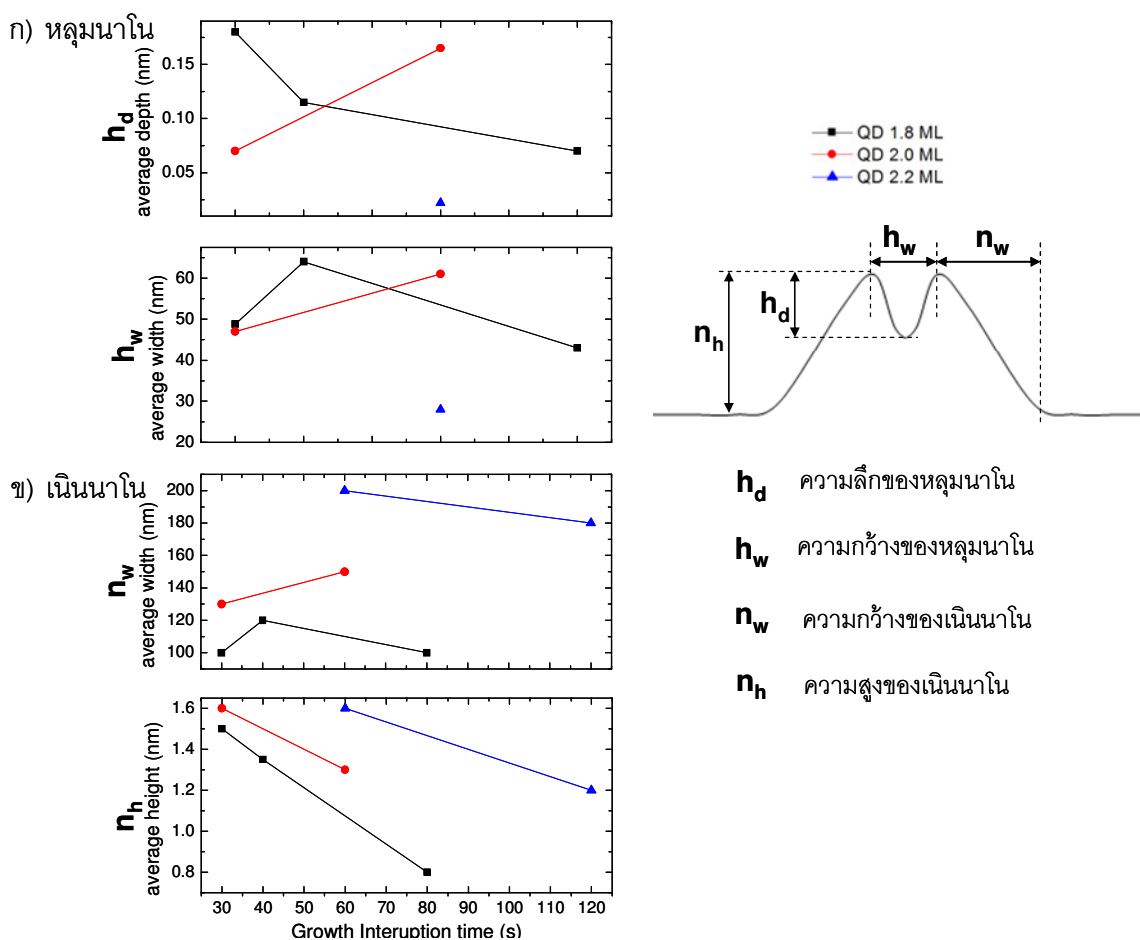 ก) หลุมนาโน
h_d
average depth (nm)
0.15
0.10
0.05
h_w
average width (nm)
60
50
40
30
20
ข) เนินนาโน
n_w
average width (nm)
200
180
160
140
120
100
n_h
average height (nm)
1.6
1.4
1.2
1.0
0.8
30 40 50 60 70 80 90 100 110 120
Growth Interuption time (s)
QD 1.8 ML
QD 2.0 ML
QD 2.2 ML
h_w n_w
h_d
n_h
h_d ความลึกของหลุมนาโน
h_w ความกว้างของหลุมนาโน
n_w ความกว้างของเนินนาโน
n_h ความสูงของเนินนาโน